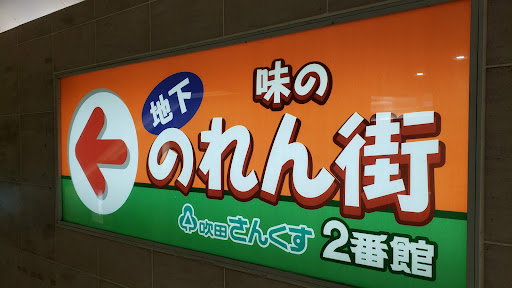 地下
味の
のれん街
吹田さんくす
2番館